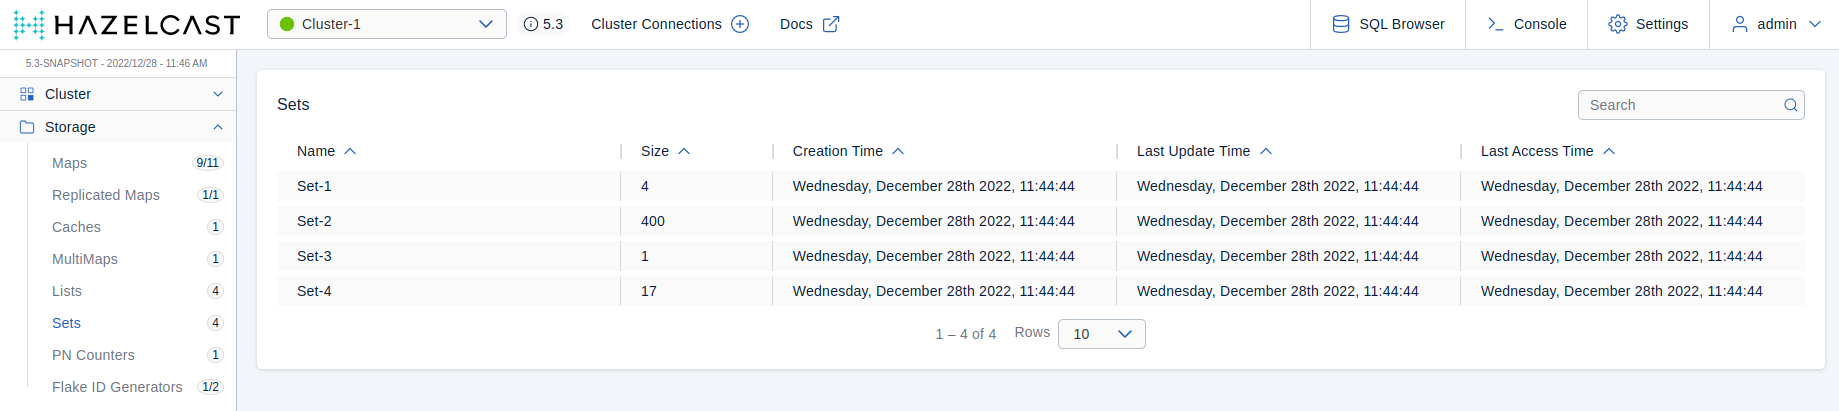 HAZELCAST
Cluster-1
5.3
Cluster Connections
Docs
SQL Browser
Console
Settings
admin
5.3-SNAPSHOT - 2022/12/28 - 11:46 AM
Cluster
Storage
Maps 9/11
Replicated Maps 1/1
Caches 1
MultiMaps 1
Lists 4
Sets 4
PN Counters 1
Flake ID Generators 1/2
Sets
Search
Name Size Creation Time Last Update Time Last Access Time
Set-1 4 Wednesday, December 28th 2022, 11:44:44 Wednesday, December 28th 2022, 11:44:44 Wednesday, December 28th 2022, 11:44:44
Set-2 400 Wednesday, December 28th 2022, 11:44:44 Wednesday, December 28th 2022, 11:44:44 Wednesday, December 28th 2022, 11:44:44
Set-3 1 Wednesday, December 28th 2022, 11:44:44 Wednesday, December 28th 2022, 11:44:44 Wednesday, December 28th 2022, 11:44:44
Set-4 17 Wednesday, December 28th 2022, 11:44:44 Wednesday, December 28th 2022, 11:44:44 Wednesday, December 28th 2022, 11:44:44
1 – 4 of 4 Rows 10